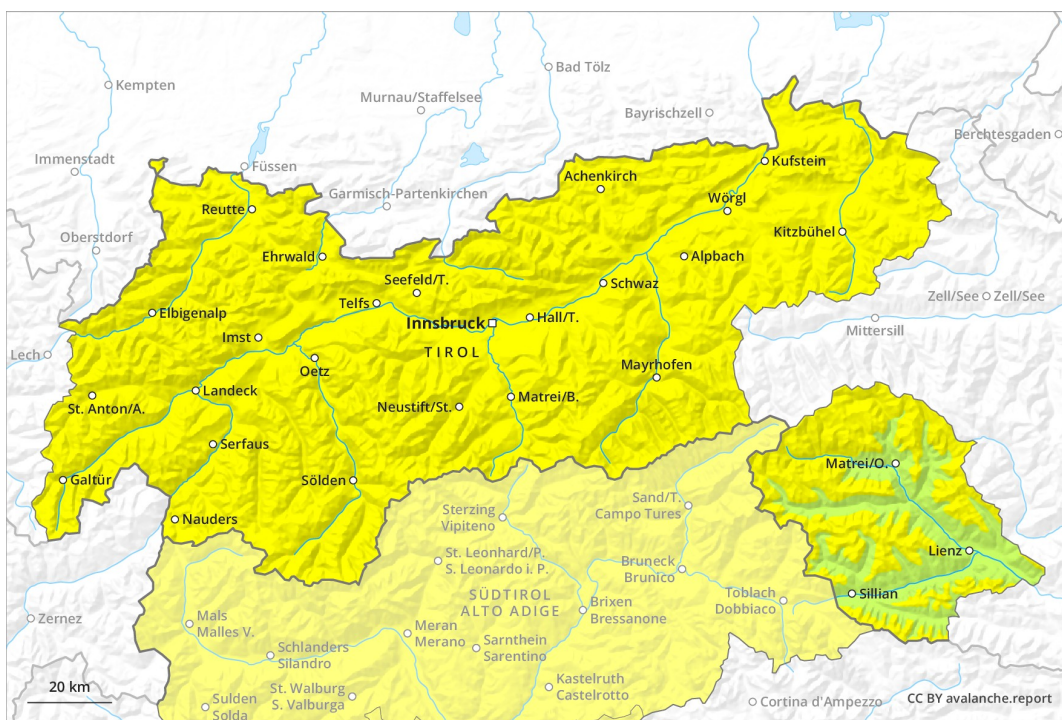 Kempten
Bad Tölz
Murnau/Staffelsee
Bayrischzell
Berchtesgaden
Immenstadt
Füssen
Kufstein
Achenkirch
Garmisch-Partenkirchen
Reutte
Wörgl
Oberstdorf
Kitzbühel
Ehrwald
Alpbach
Seefeld/T.
Schwaz
Telfs
Zell/See
Zell/See
Elbigenalp
Innsbruck
Hall/T.
Mittersill
Imst
Lech
TIROL
Oetz
Mayrhofen
Landeck
St. Anton/A.
Neustift/St.
Matrei/B.
Serfaus
Matrei/O.
Galtür
Sölden
Sand/T.
Campo Tures
Nauders
Sterzing
Vipiteno
Lienz
St. Leonhard/P.
S. Leonardo i. P.
Bruneck
Brunico
SÜDTIROL
ALTO ADIGE
Toblach
Dobbiaco
Sillian
Brixen
Bressanone
Zernez
Mals
Malles V.
Meran
Merano
Sarnthein
Sarentino
Schlanders
Silandro
Kastelruth
Castelrotto
20 km
St. Walburg
S. Valburga
Sulden
Solda
Cortina d'Ampezzo
CC BY avalanche.report